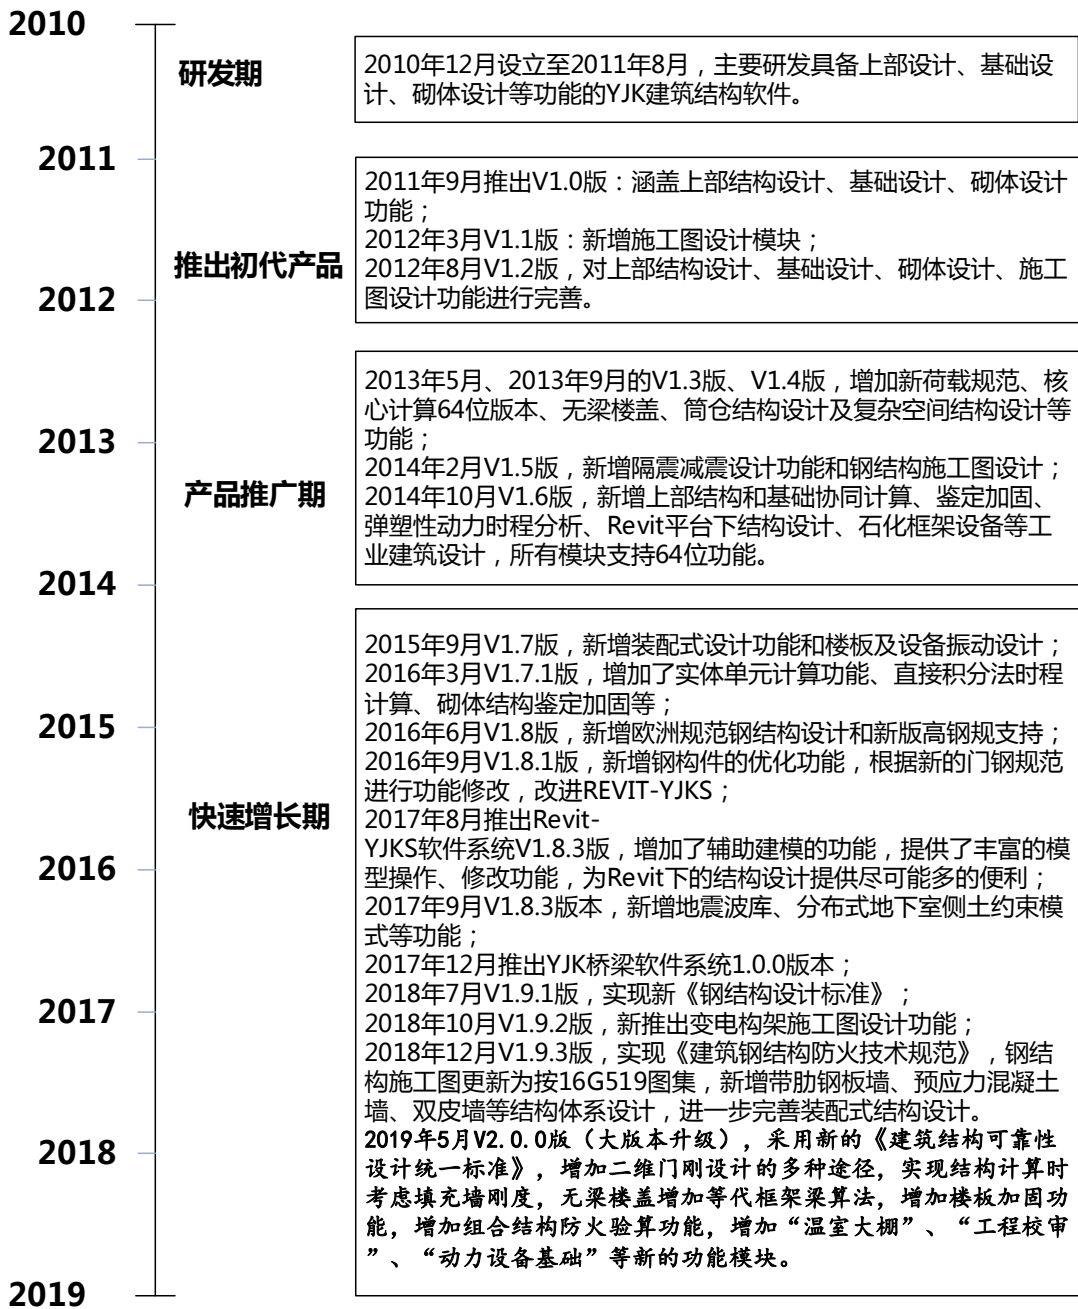 2010
研发期
2010年12月设立至2011年8月，主要研发具备上部设计、基础设
计、砌体设计等功能的YJK建筑结构软件。
2011
2011年9月推出V1.0版：涵盖上部结构设计、基础设计、砌体设计
功能；
2012年3月V1.1版：新增施工图设计模块；
推出初代产品
2012年8月V1.2版，对上部结构设计、基础设计、砌体设计、施工
图设计功能进行完善。
2012
2013年5月、2013年9月的V1.3版、V1.4版，增加新荷载规范、核
心计算64位版本、无梁楼盖、筒仓结构设计及复杂空间结构设计等
功能；
2013
2014年2月V1.5版，新增隔震减震设计功能和钢结构施工图设计；
产品推广期
2014年10月V1.6版，新增上部结构和基础协同计算、鉴定加固、
弹塑性动力时程分析、Revit平台下结构设计、石化框架设备等工
业建筑设计，所有模块支持64位功能。
2014
2015年9月V1.7版，新增装配式设计功能和楼板及设备振动设计；
2016年3月V1.7.1版，增加了实体单元计算功能、直接积分法时程
计算、砌体结构鉴定加固等；
2015
2016年6月V1.8版，新增欧洲规范钢结构设计和新版高钢规支持；
2016年9月V1.8.1版，新增钢构件的优化功能，根据新的门钢规范
进行功能修改，改进REVIT-YJKS；
快速增长期
2017年8月推出Revit-
YJKS软件系统V1.8.3版，增加了辅助建模的功能，提供了丰富的模
型操作、修改功能，为Revit下的结构设计提供尽可能多的便利；
2016
2017年9月V1.8.3版本，新增地震波库、分布式地下室侧土约束模
式等功能；
2017年12月推出YJK桥梁软件系统1.0.0版本；
2018年7月V1.9.1版，实现新《钢结构设计标准》；
2017
2018年10月V1.9.2版，新推出变电构架施工图设计功能；
2018年12月V1.9.3版，实现《建筑钢结构防火技术规范》，钢结
构施工图更新为按16G519图集，新增带肋钢板墙、预应力混凝土
墙、双皮墙等结构体系设计，进一步完善装配式结构设计。
2019年5月V2.0.0版（大版本升级），采用新的《建筑结构可靠性
设计统一标准》，增加二维门刚设计的多种途径，实现结构计算时
2018
考虑填充墙刚度，无梁楼盖增加等代框架梁算法，增加楼板加固功
能，增加组合结构防火验算功能，增加“温室大棚”、“工程校审
”、“动力设备基础”等新的功能模块。
2019